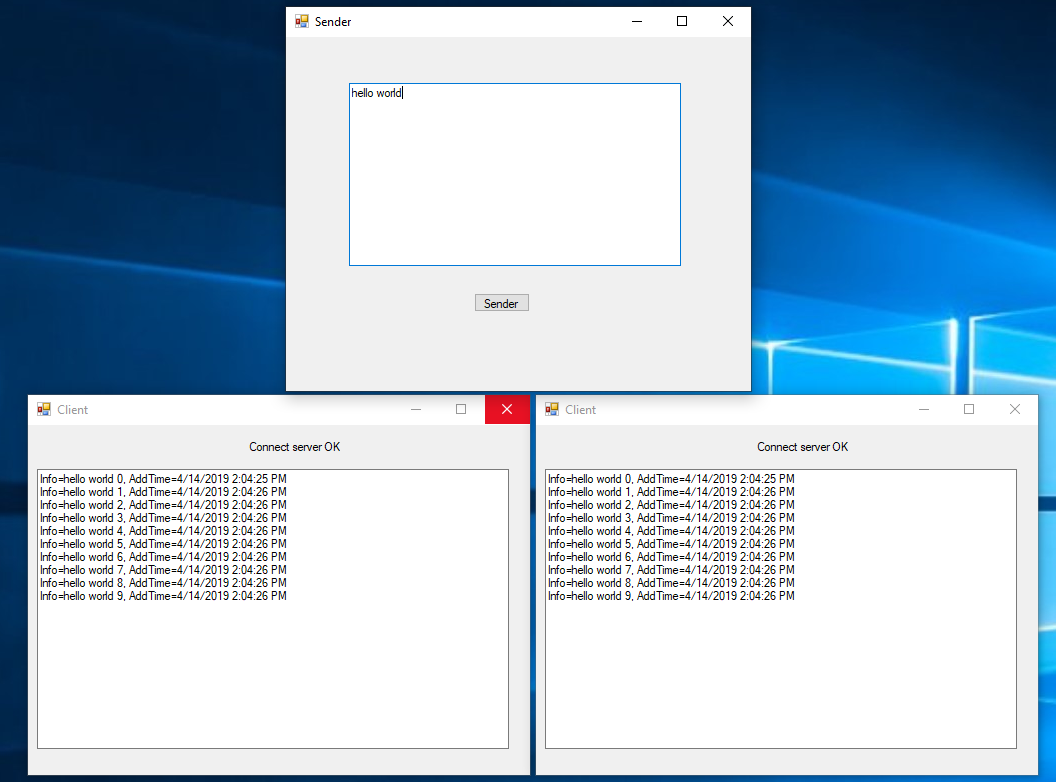 Sender
hello world
Sender
Client
Connect server OK
Info=hello world 0, AddTime=4/14/2019 2:04:25 PM
Info=hello world 1, AddTime=4/14/2019 2:04:26 PM
Info=hello world 2, AddTime=4/14/2019 2:04:26 PM
Info=hello world 3, AddTime=4/14/2019 2:04:26 PM
Info=hello world 4, AddTime=4/14/2019 2:04:26 PM
Info=hello world 5, AddTime=4/14/2019 2:04:26 PM
Info=hello world 6, AddTime=4/14/2019 2:04:26 PM
Info=hello world 7, AddTime=4/14/2019 2:04:26 PM
Info=hello world 8, AddTime=4/14/2019 2:04:26 PM
Info=hello world 9, AddTime=4/14/2019 2:04:26 PM
Client
Connect server OK
Info=hello world 0, AddTime=4/14/2019 2:04:25 PM
Info=hello world 1, AddTime=4/14/2019 2:04:26 PM
Info=hello world 2, AddTime=4/14/2019 2:04:26 PM
Info=hello world 3, AddTime=4/14/2019 2:04:26 PM
Info=hello world 4, AddTime=4/14/2019 2:04:26 PM
Info=hello world 5, AddTime=4/14/2019 2:04:26 PM
Info=hello world 6, AddTime=4/14/2019 2:04:26 PM
Info=hello world 7, AddTime=4/14/2019 2:04:26 PM
Info=hello world 8, AddTime=4/14/2019 2:04:26 PM
Info=hello world 9, AddTime=4/14/2019 2:04:26 PM